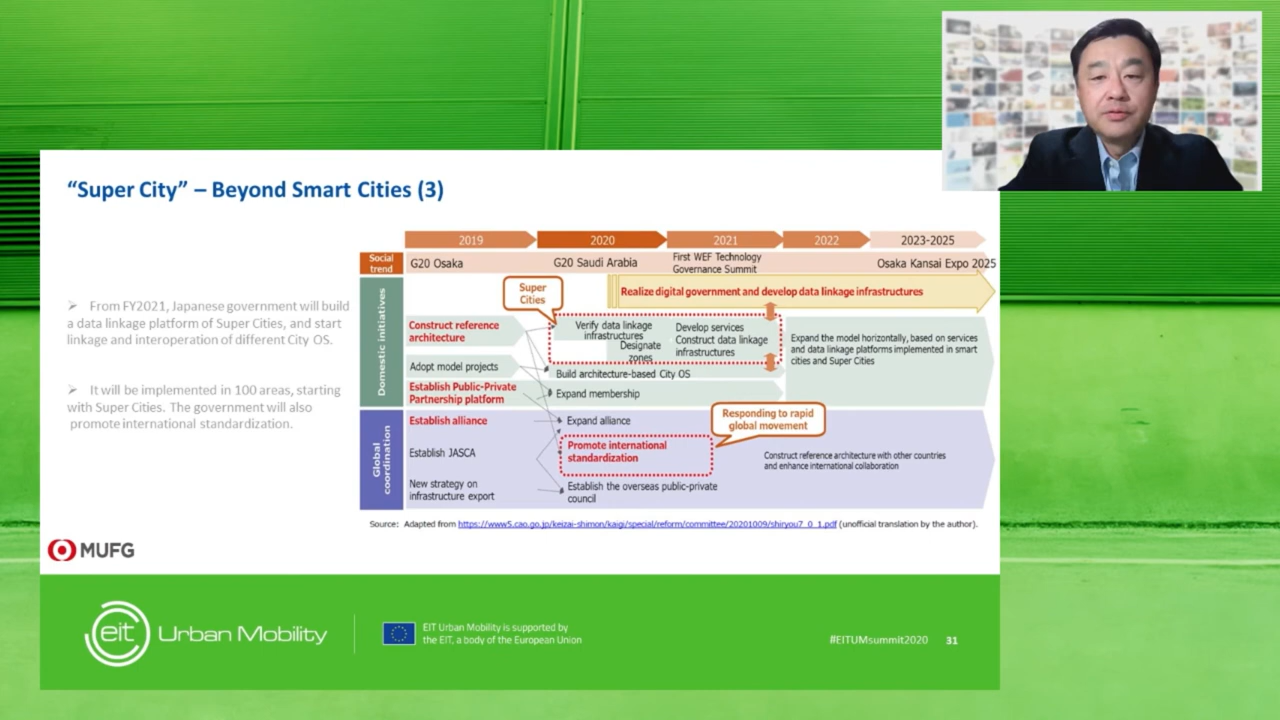 “Super City” – Beyond Smart Cities (3)
➢ From FY2021, Japanese government will build
a data linkage platform of Super Cities, and start
linkage and interoperation of different City OS.
➢ It will be implemented in 100 areas, starting
with Super Cities. The government will also
promote international standardization.
2019
2020
2021
2022
2023-2025
Social
trend
G20 Osaka
G20 Saudi Arabia
First WEF Technology
Governance Summit
Osaka Kansai Expo 2025
Domestic initiatives
Super
Cities
Realize digital government and develop data linkage infrastructures
Construct reference
architecture
Verify data linkage
infrastructures
Designate
zones
Develop services
Construct data linkage
infrastructures
Expand the model horizontally, based on services
and data linkage platforms implemented in smart
cities and Super Cities
Adopt model projects
Build architecture-based City OS
Establish Public-Private
Partnership platform
Expand membership
Global
coordination
Establish alliance
Expand alliance
Responding to rapid
global movement
Establish JASCA
Promote international
standardization
Construct reference architecture with other countries
and enhance international collaboration
New strategy on
infrastructure export
Establish the overseas public-private
council
Source: Adapted from https://www5.cao.go.jp/keizai-shimon/kaigi/special/reform/committee/20201009/shiryou7_0_1.pdf (unofficial translation by the author).
MUFG
eit Urban Mobility
EIT Urban Mobility is supported by
the EIT, a body of the European Union
#EITUMsummit2020 31